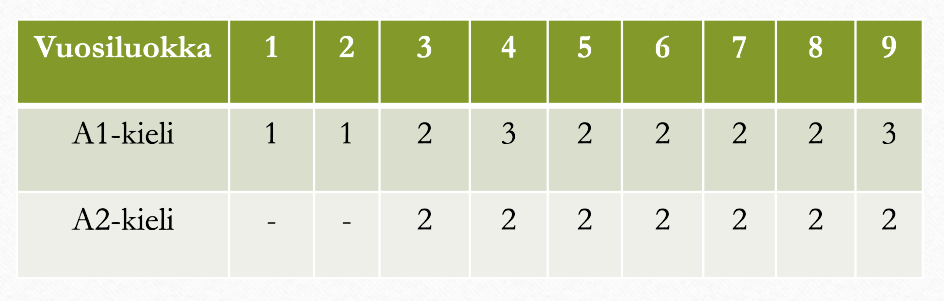 Vuosiluokka 1 2 3 4 5 6 7 8 9
A1-kieli 1 1 2 3 2 2 2 2 3
A2-kieli - - 2 2 2 2 2 2 2